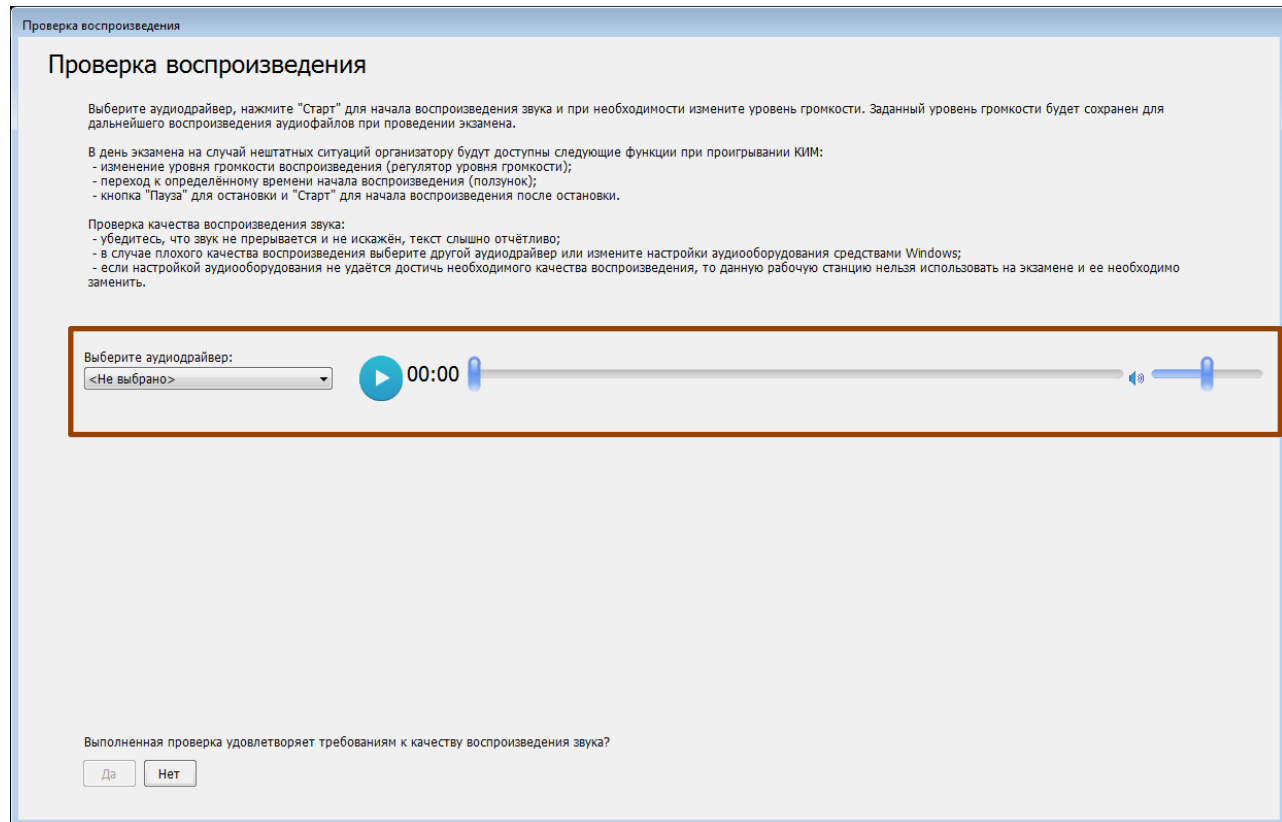 Проверка воспроизведения
Проверка воспроизведения
Выберите аудиодрайвер, нажмите "Старт" для начала воспроизведения звука и при необходимости измените уровень громкости. Заданный уровень громкости будет сохранен для
дальнейшего воспроизведения аудиофайлов при проведении экзамена.
В день экзамена на случай нештатных ситуаций организатору будут доступны следующие функции при проигрывании КИМ:
- изменение уровня громкости воспроизведения (регулятор уровня громкости);
- переход к определённому времени начала воспроизведения (ползунок);
- кнопка "Пауза" для остановки и "Старт" для начала воспроизведения после остановки.
Проверка качества воспроизведения звука:
- убедитесь, что звук не прерывается и не искажён, текст слышно отчётливо;
- в случае плохого качества воспроизведения выберите другой аудиодрайвер или измените настройки аудиооборудования средствами Windows;
- если настройкой аудиооборудования не удаётся достичь необходимого качества воспроизведения, то данную рабочую станцию нельзя использовать на экзамене и ее необходимо
заменить.
Выберите аудиодрайвер:
<Не выбрано>
00:00
Выполненная проверка удовлетворяет требованиям к качеству воспроизведения звука?
Да Нет